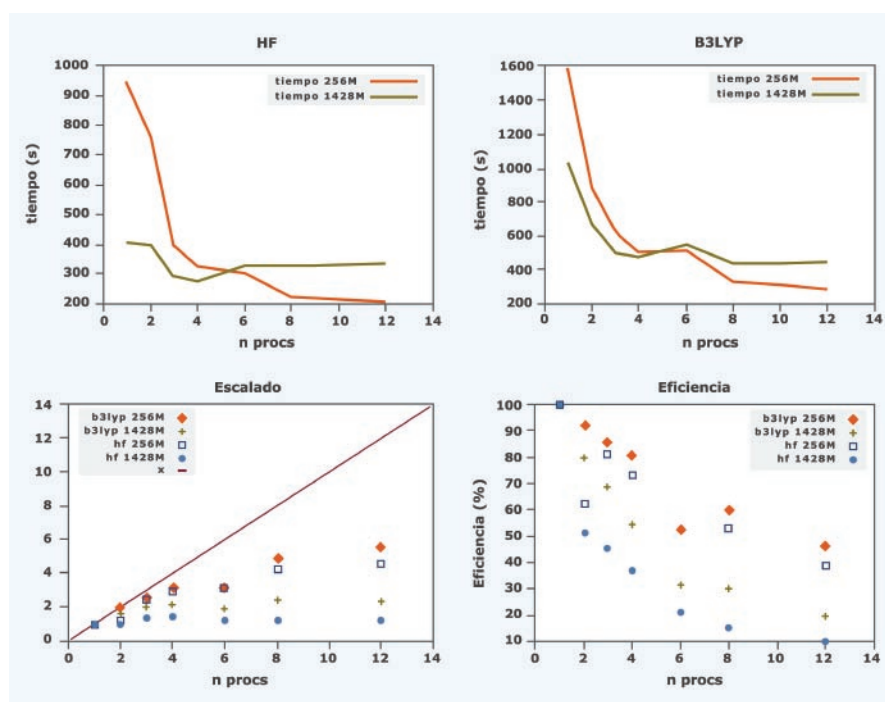 HF
1000
900
800
700
600
500
400
300
200
tiempo (s)
tiempo 256M
tiempo 1428M
0 2 4 6 8 10 12 14
n procs
B3LYP
1600
1400
1200
1000
800
600
400
200
tiempo (s)
tiempo 256M
tiempo 1428M
0 2 4 6 8 10 12 14
n procs
Escalado
14
12
10
8
6
4
2
0
b3lyp 256M
b3lyp 1428M
hf 256M
hf 1428M
x
0 2 4 6 8 10 12 14
n procs
Eficiencia
100
90
80
70
60
50
40
30
20
10
Eficiencia (%)
b3lyp 256M
b3lyp 1428M
hf 256M
hf 1428M
0 2 4 6 8 10 12 14
n procs